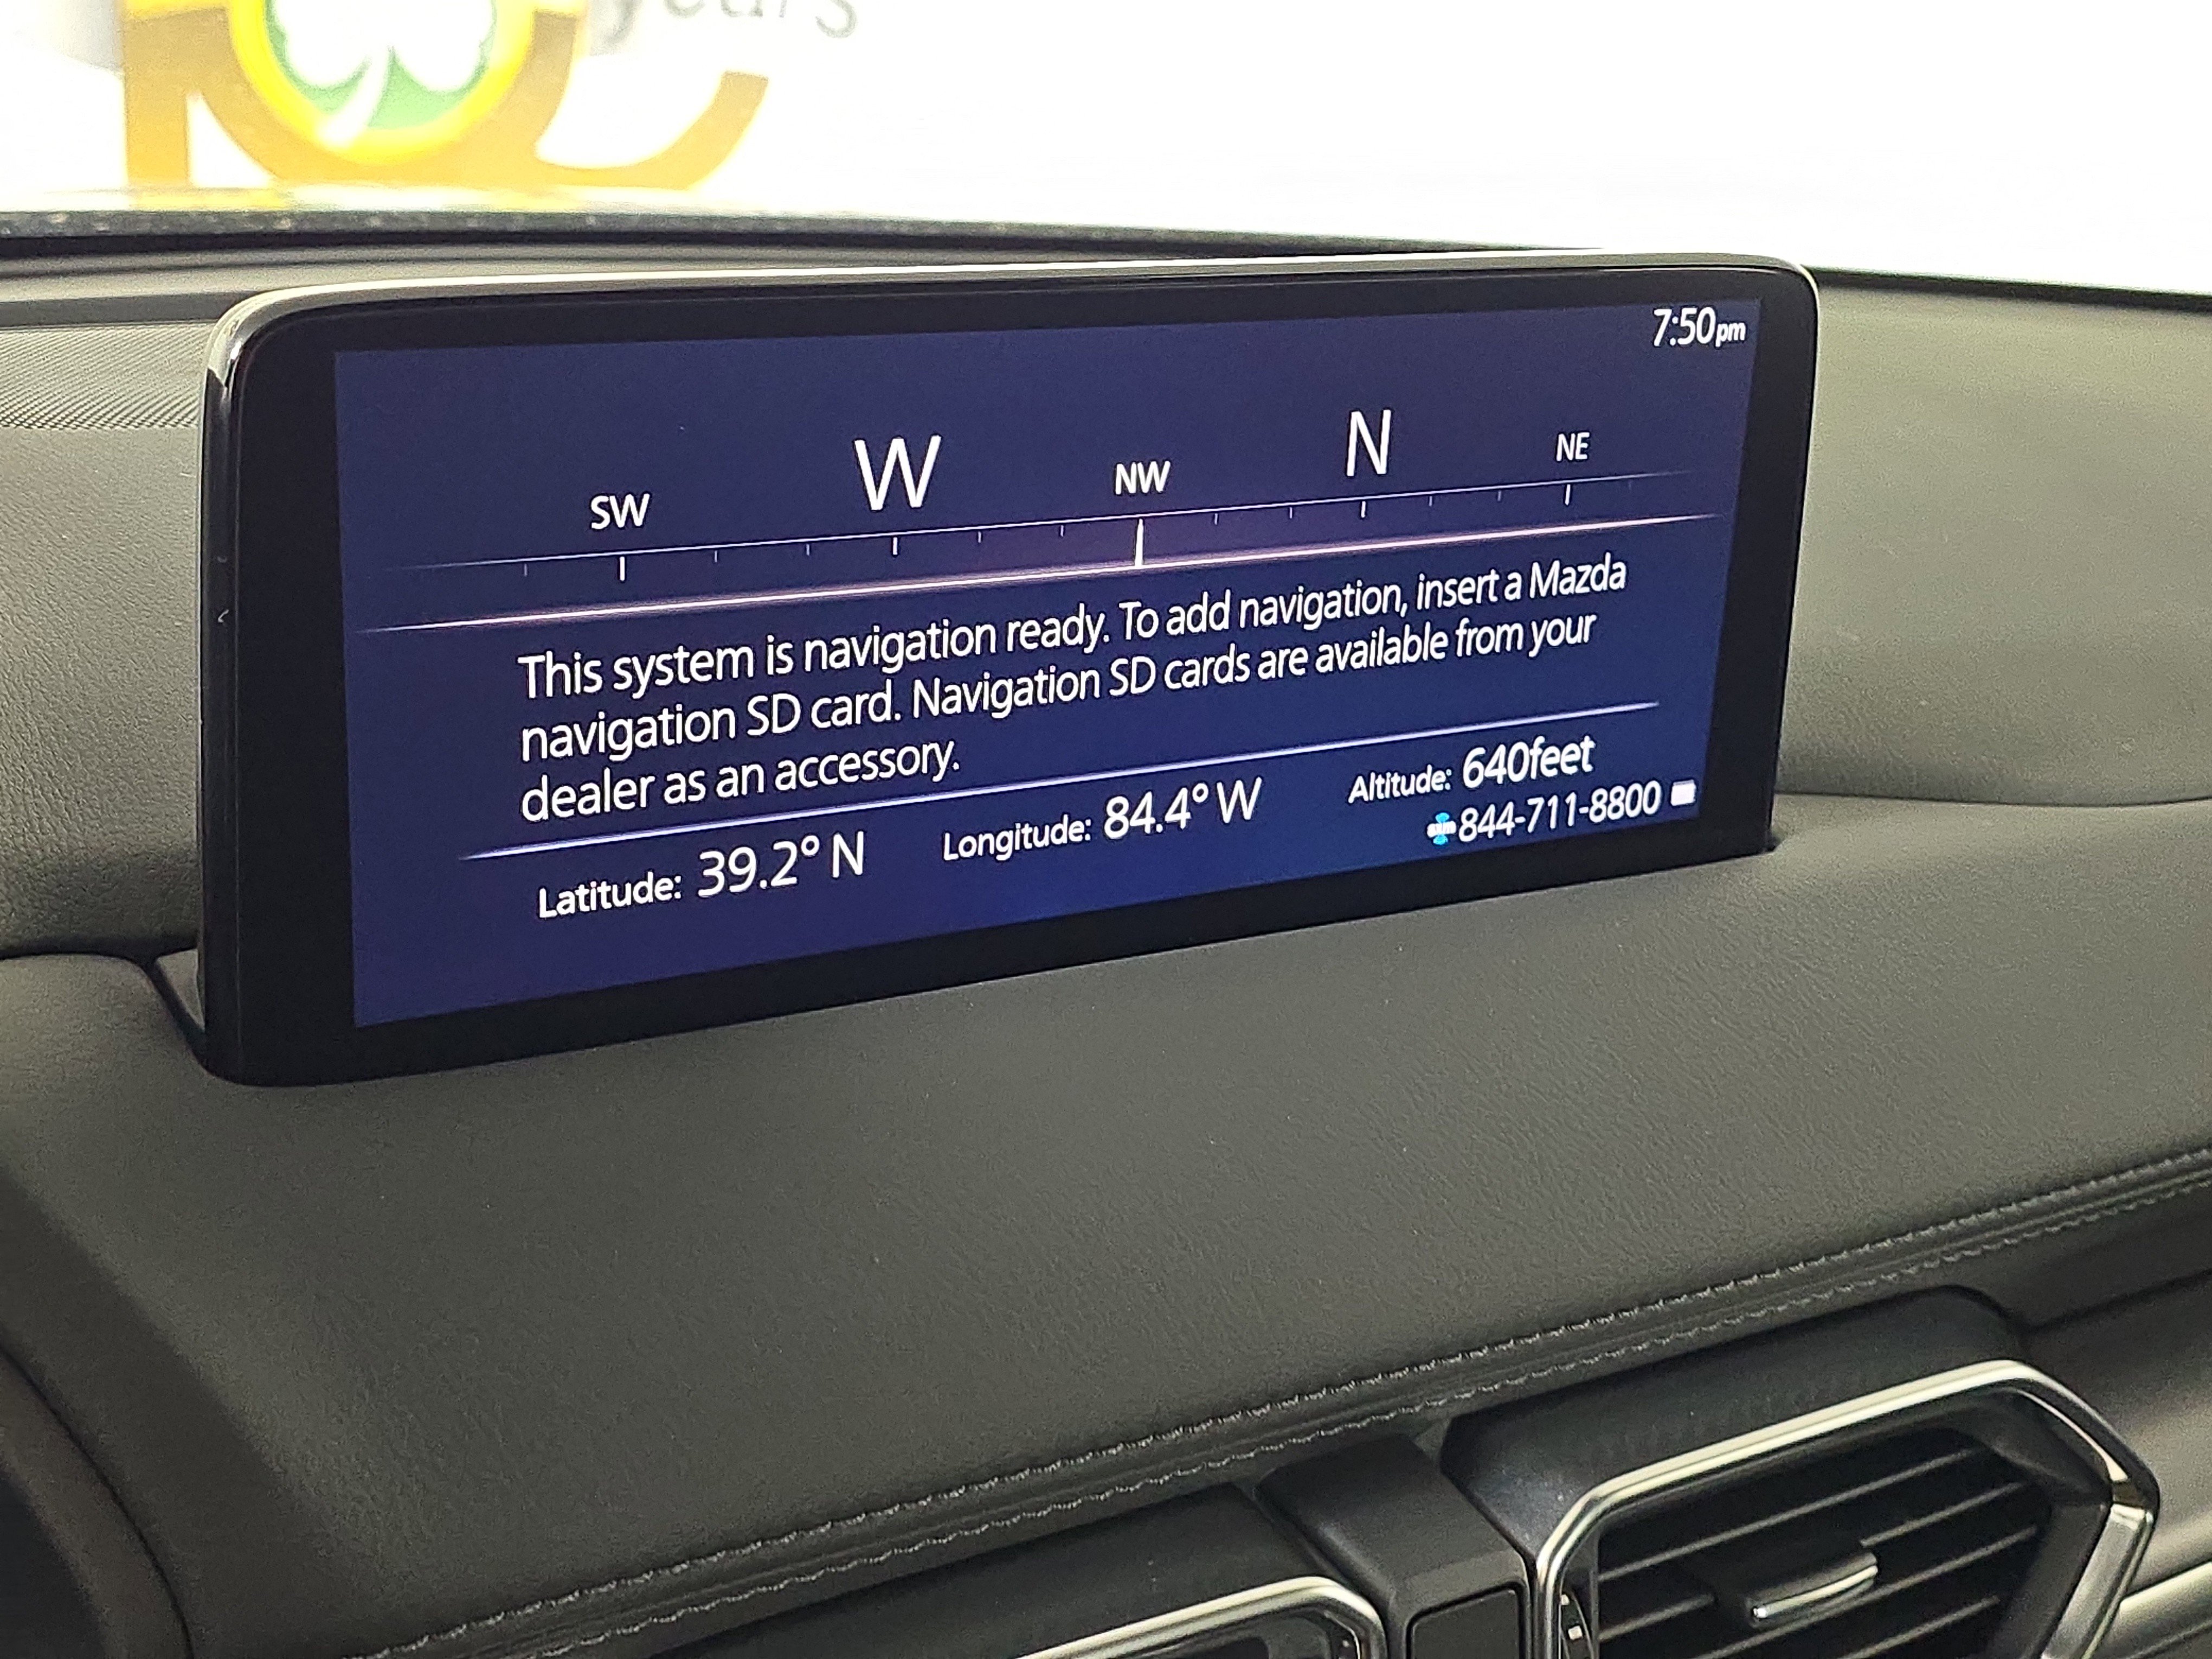 years
7:50pm
SW W NW N NE
This system is navigation ready. To add navigation, insert a Mazda
navigation SD card. Navigation SD cards are available from your
dealer as an accessory.
Latitude: 39.2° N Longitude: 84.4° W Altitude: 640feet
sxm 844-711-8800